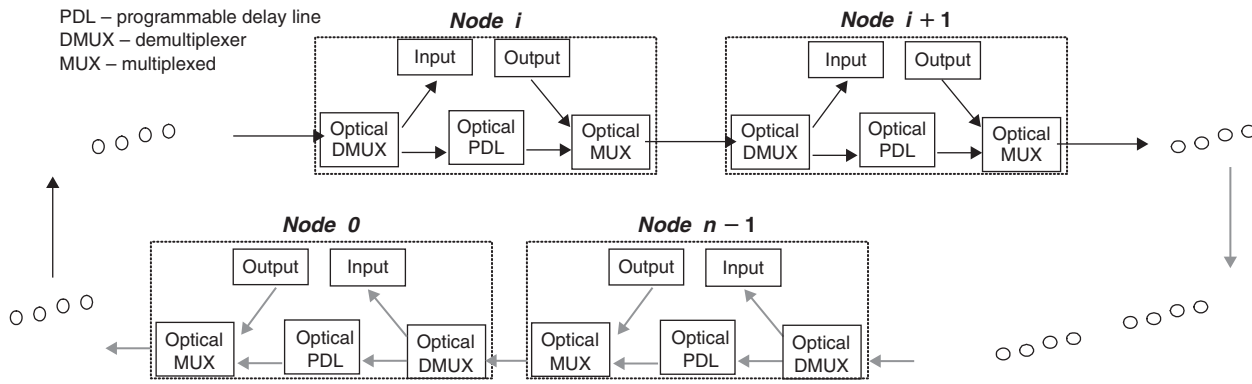 PDL – programmable delay line
DMUX – demultiplexer
MUX – multiplexed
Node i
Input
Output
Optical
DMUX
Optical
PDL
Optical
MUX
Node i + 1
Input
Output
Optical
DMUX
Optical
PDL
Optical
MUX
Node 0
Output
Input
Optical
MUX
Optical
PDL
Optical
DMUX
Node n – 1
Output
Input
Optical
MUX
Optical
PDL
Optical
DMUX